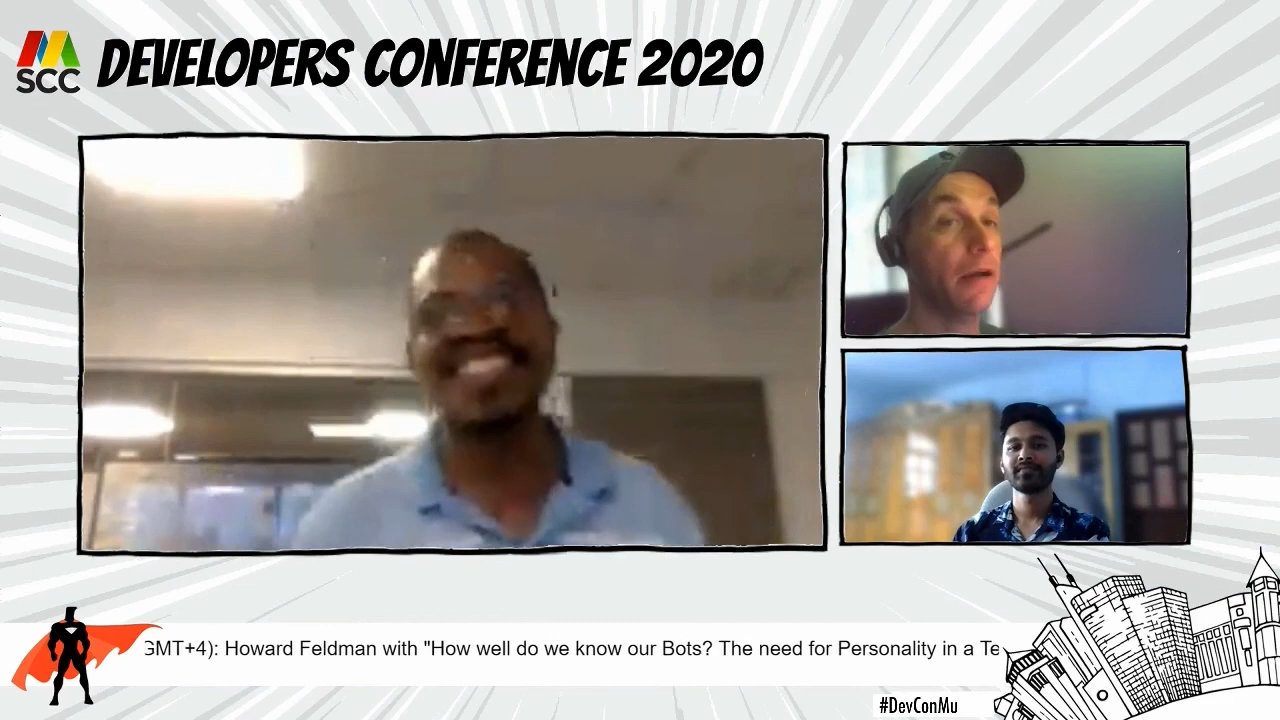 SCC
DEVELOPERS CONFERENCE 2020
GMT+4): Howard Feldman with "How well do we know our Bots? The need for Personality in a Te
#DevConMu